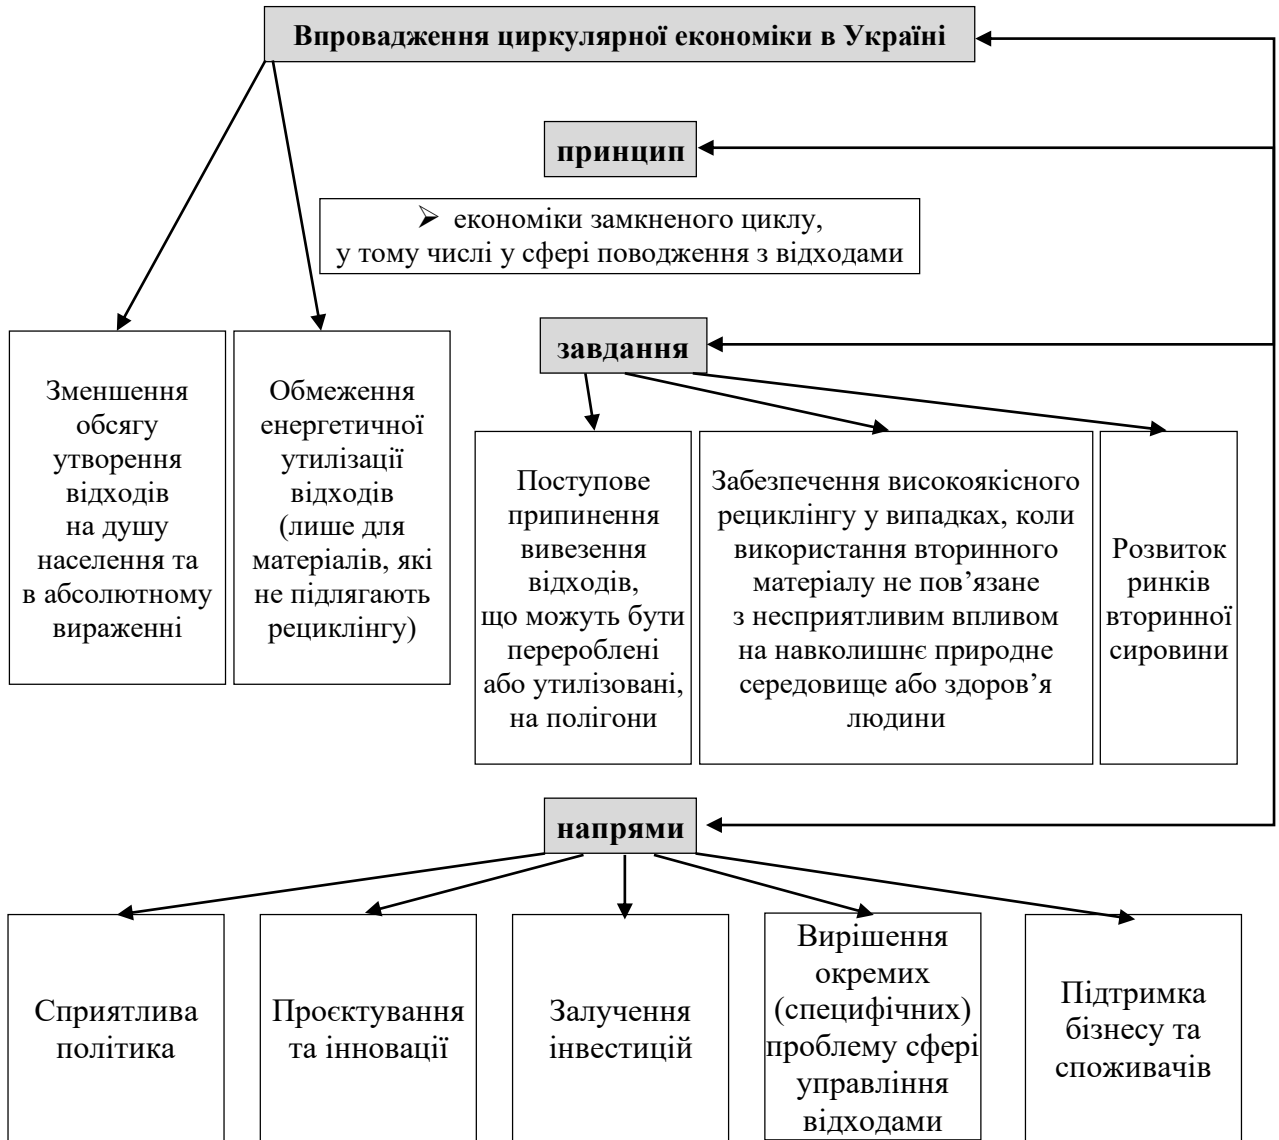 Впровадження циркулярної економіки в Україні
принцип
➢ економіки замкненого циклу,
у тому числі у сфері поводження з відходами
Зменшення
обсягу
утворення
відходів
на душу
населення та
в абсолютному
вираженні
Обмеження
енергетичної
утилізації
відходів
(лише для
матеріалів, які
не підлягають
рециклінгу)
завдання
Поступове
припинення
вивезення
відходів,
що можуть бути
перероблені
або утилізовані,
на полігони
Забезпечення високоякісного
рециклінгу у випадках, коли
використання вторинного
матеріалу не пов’язане
з несприятливим впливом
на навколишнє природне
середовище або здоров’я
людини
Розвиток
ринків
вторинної
сировини
напрями
Сприятлива
політика
Проєктування
та інновації
Залучення
інвестицій
Вирішення
окремих
(специфічних)
проблему сфері
управління
відходами
Підтримка
бізнесу та
споживачів